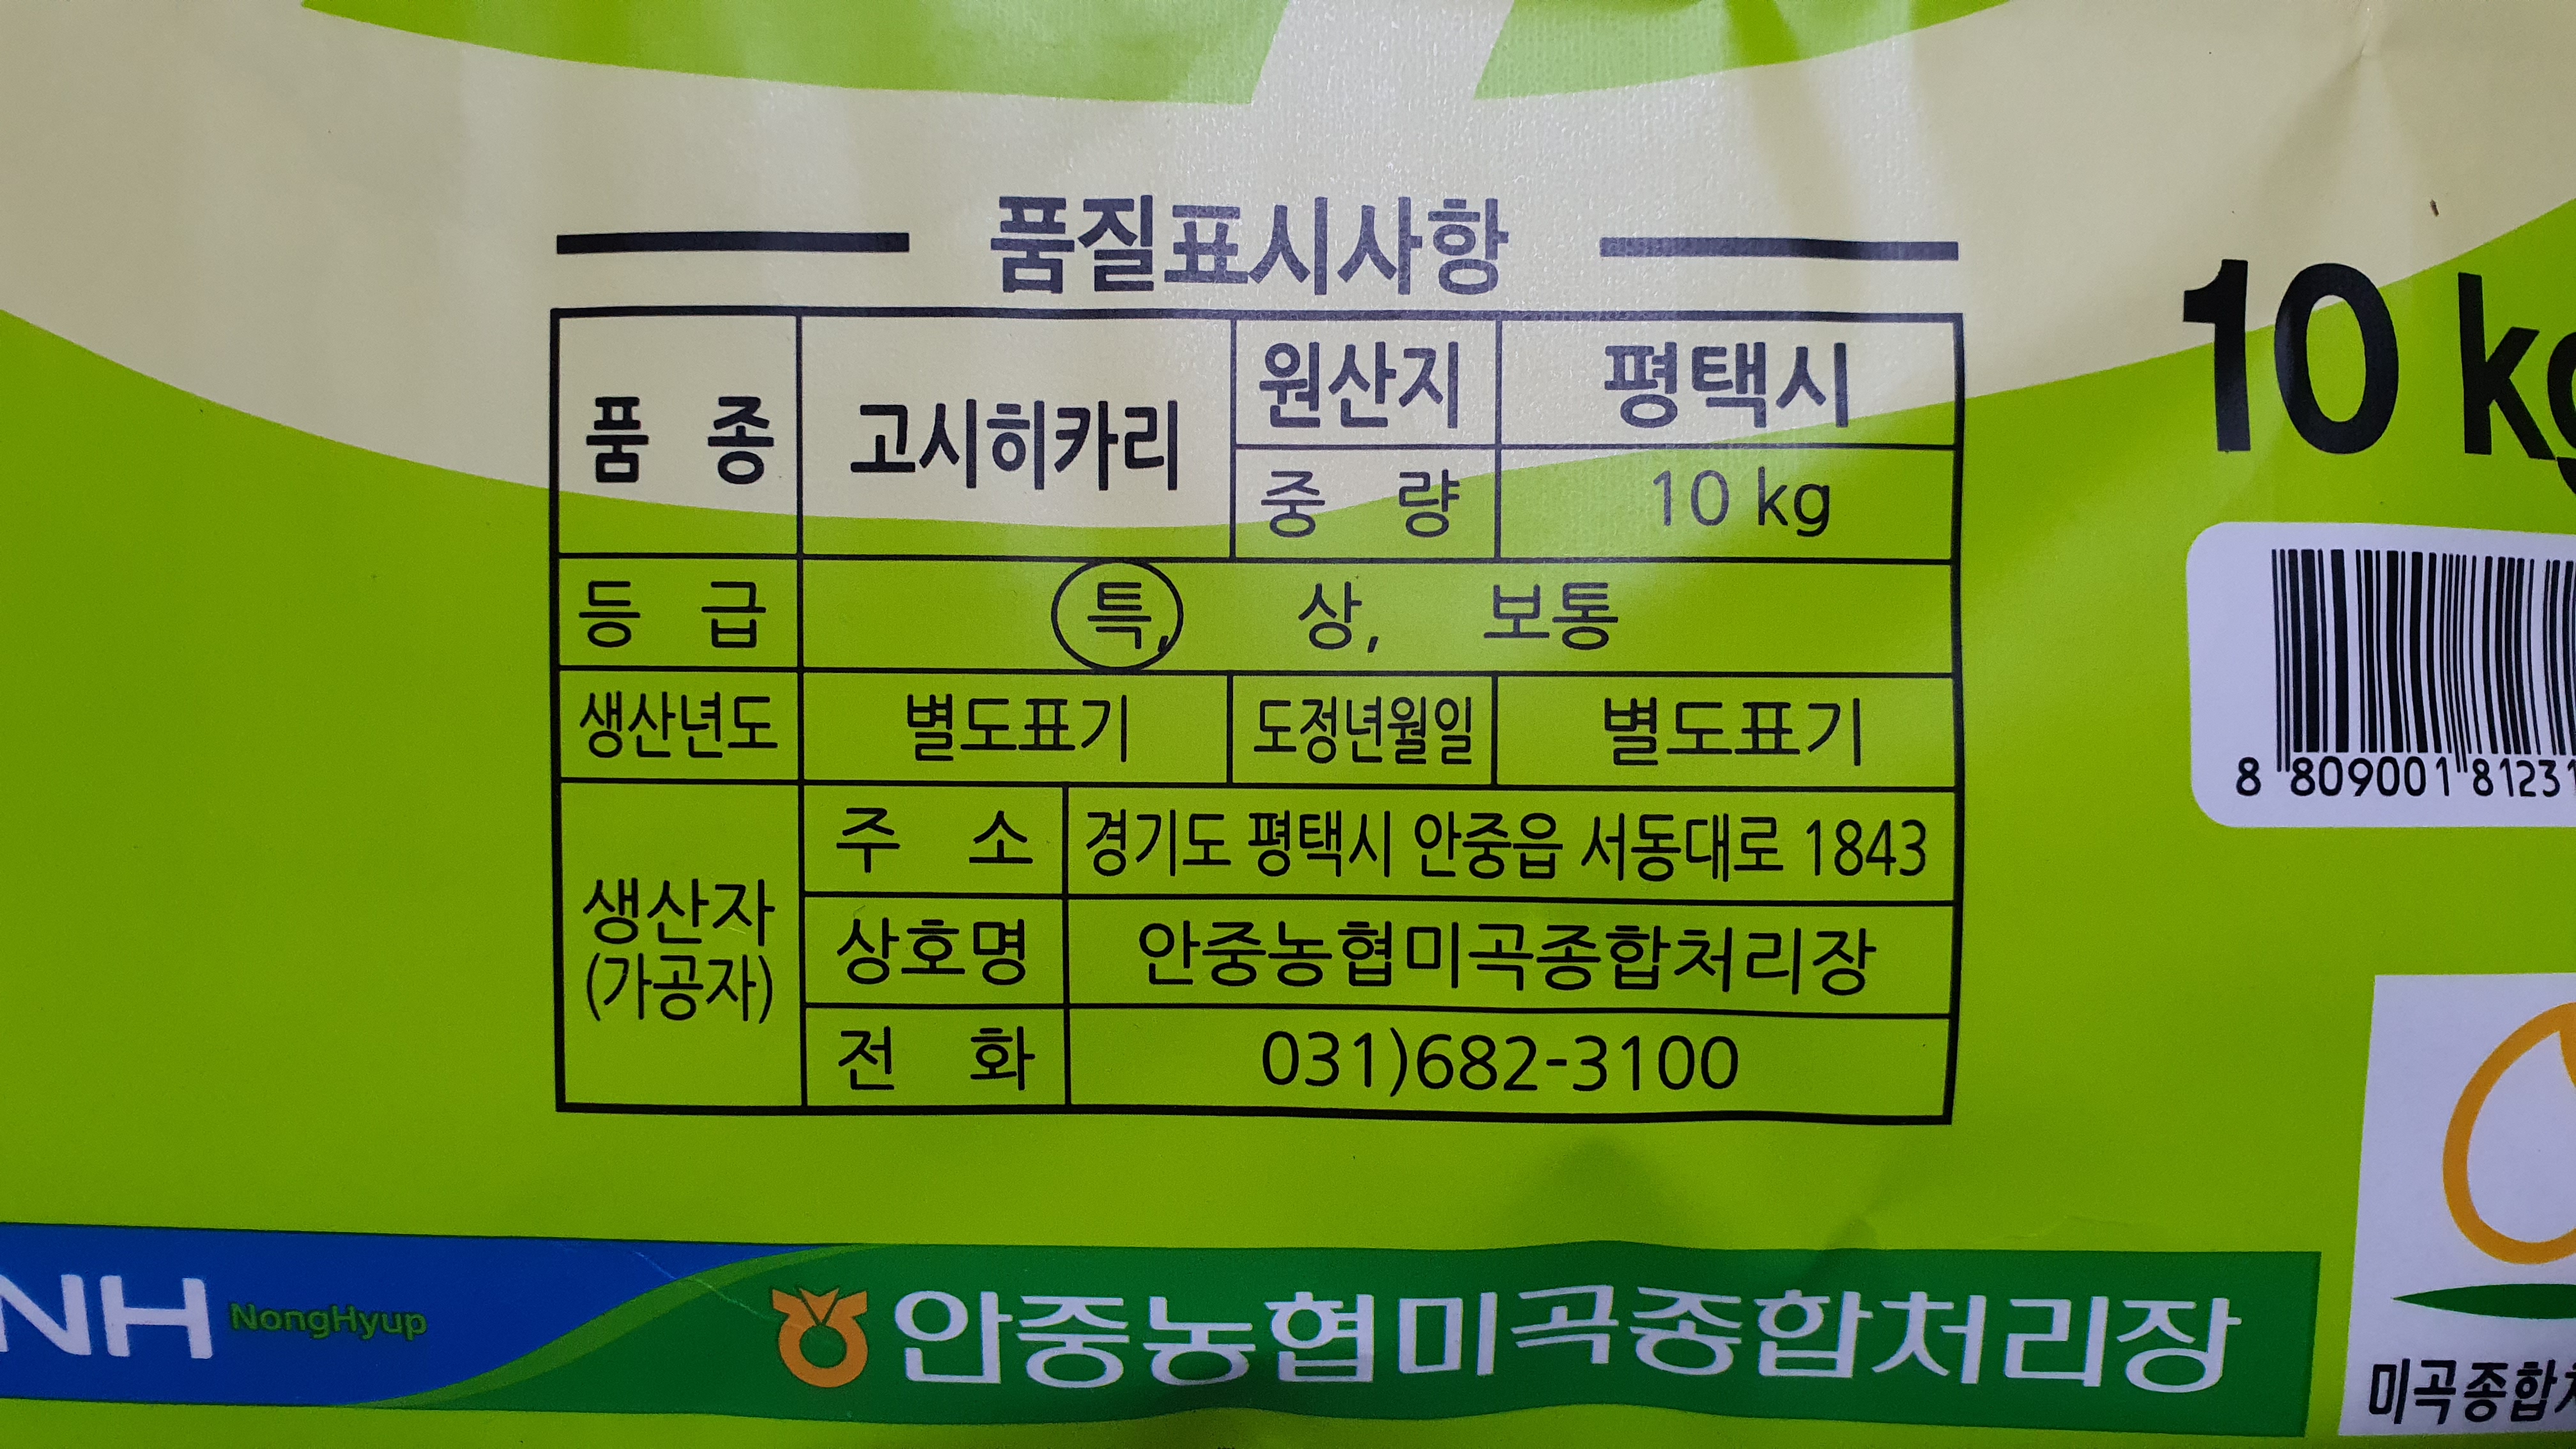 품질표시사항
품 종 고시히카리 원산지 평택시
중 량 10 kg
등 급 특, 상, 보통
생산년도 별도표기 도정년월일 별도표기
생산자
(가공자)
주 소 경기도 평택시 안중읍 서동대로 1843
상호명 안중농협미곡종합처리장
전 화 031)682-3100
10 kg
8 809001 81231
NH NongHyup 안중농협미곡종합처리장
미곡종합